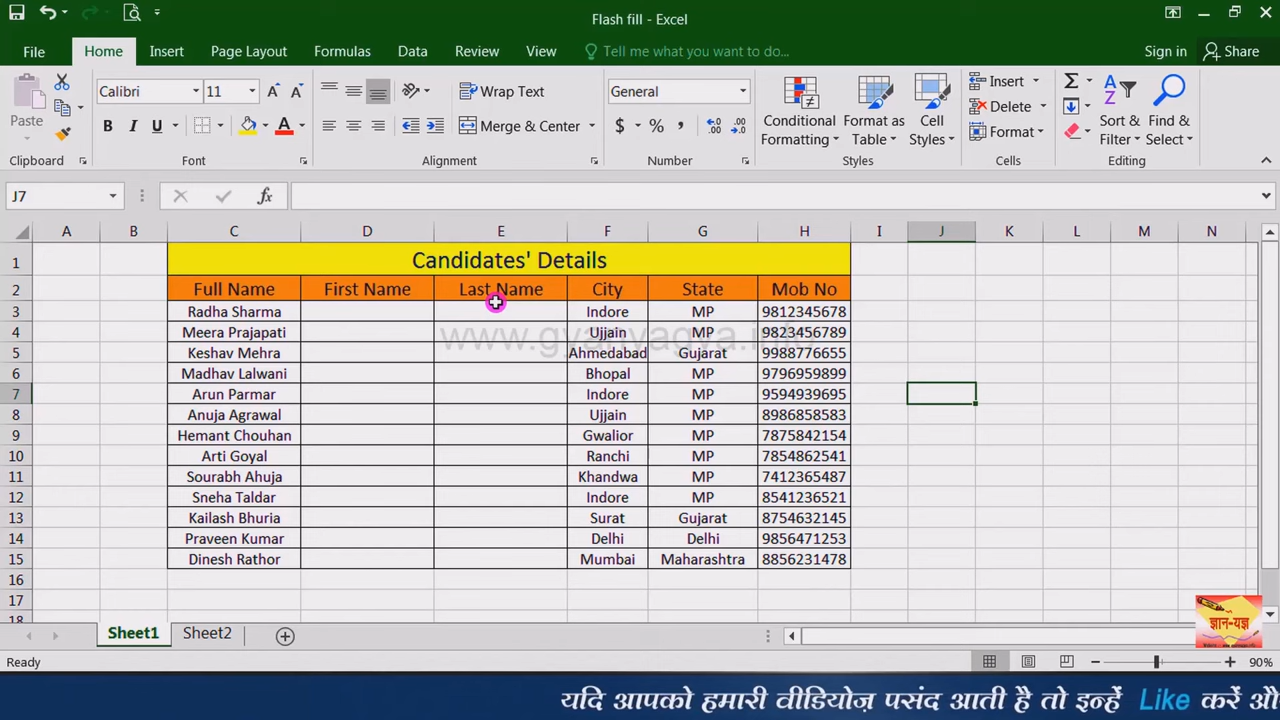 Flash fill - Excel
File Home Insert Page Layout Formulas Data Review View Tell me what you want to do... Sign in Share
Calibri 11 Wrap Text General Insert
Paste B I U Merge & Center $ % , Conditional Formatting Format as Table Cell Styles Delete Sort & Filter Find & Select
Format
Clipboard Font Alignment Number Styles Cells Editing
J7 fx
A B C D E F G H I J K L M N
1 Candidates' Details
2 Full Name First Name Last Name City State Mob No
3 Radha Sharma Indore MP 9812345678
4 Meera Prajapati Ujjain MP 9823456789
www.gyanyagya.info
5 Keshav Mehra Ahmedabad Gujarat 9988776655
6 Madhav Lalwani Bhopal MP 9796959899
7 Arun Parmar Indore MP 9594939695
8 Anuja Agrawal Ujjain MP 8986858583
9 Hemant Chouhan Gwalior MP 7875842154
10 Arti Goyal Ranchi MP 7854862541
11 Sourabh Ahuja Khandwa MP 7412365487
12 Sneha Taldar Indore MP 8541236521
13 Kailash Bhuria Surat Gujarat 8754632145
14 Praveen Kumar Delhi Delhi 9856471253
15 Dinesh Rathor Mumbai Maharashtra 8856231478
16
17
18
ज्ञान-यज्ञ
Sheet1 Sheet2
Ready 90%
यदि आपको हमारी वीडियोज़ पसंद आती है तो इन्हें Like करें औ